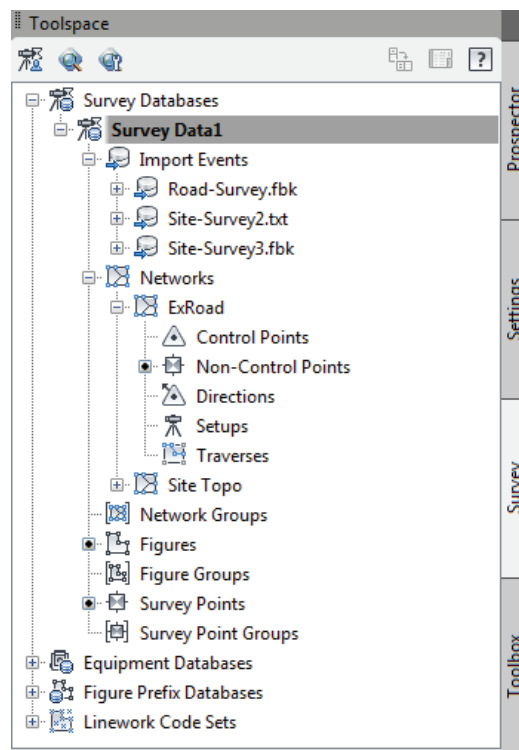 Toolspace
?
Survey Databases
Survey Data1
Import Events
Road-Survey.fbk
Site-Survey2.txt
Site-Survey3.fbk
Networks
ExRoad
Control Points
Non-Control Points
Directions
Setups
Traverses
Site Topo
Network Groups
Figures
Figure Groups
Survey Points
Survey Point Groups
Equipment Databases
Figure Prefix Databases
Linework Code Sets
Prospector
Settings
Survey
Toolbox